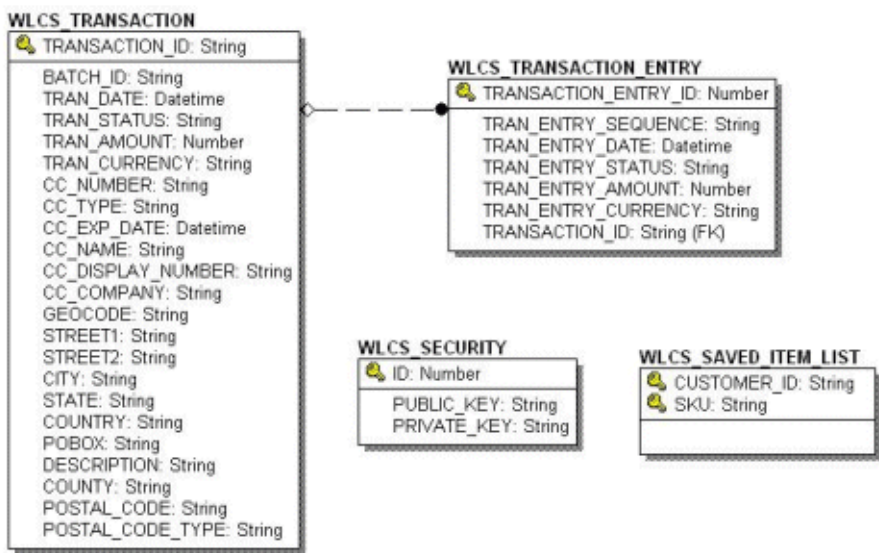 WLCS_TRANSACTION
TRANSACTION_ID: String
BATCH_ID: String
TRAN_DATE: Datetime
TRAN_STATUS: String
TRAN_AMOUNT: Number
TRAN_CURRENCY: String
CC_NUMBER: String
CC_TYPE: String
CC_EXP_DATE: Datetime
CC_NAME: String
CC_DISPLAY_NUMBER: String
CC_COMPANY: String
GEOCODE: String
STREET1: String
STREET2: String
CITY: String
STATE: String
COUNTRY: String
POBOX: String
DESCRIPTION: String
COUNTY: String
POSTAL_CODE: String
POSTAL_CODE_TYPE: String
WLCS_TRANSACTION_ENTRY
TRANSACTION_ENTRY_ID: Number
TRAN_ENTRY_SEQUENCE: String
TRAN_ENTRY_DATE: Datetime
TRAN_ENTRY_STATUS: String
TRAN_ENTRY_AMOUNT: Number
TRAN_ENTRY_CURRENCY: String
TRANSACTION_ID: String (FK)
WLCS_SECURITY
ID: Number
PUBLIC_KEY: String
PRIVATE_KEY: String
WLCS_SAVED_ITEM_LIST
CUSTOMER_ID: String
SKU: String